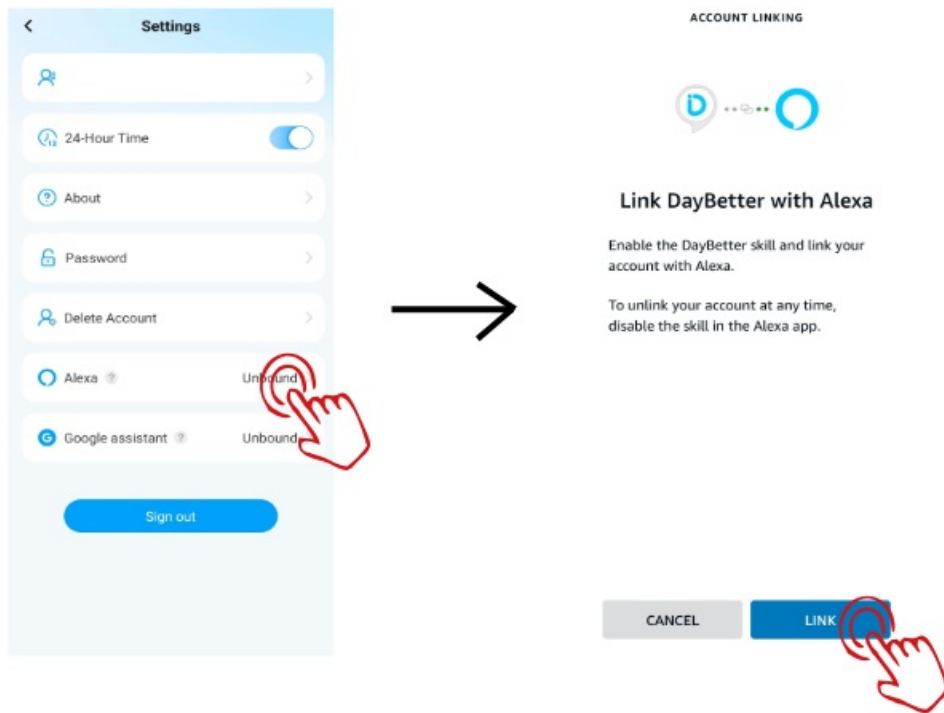 Settings
24-Hour Time
About
Password
Delete Account
Alexa ? Unbound
Google assistant ? Unbound
Sign out
ACCOUNT LINKING
Link DayBetter with Alexa
Enable the DayBetter skill and link your
account with Alexa.
To unlink your account at any time,
disable the skill in the Alexa app.
CANCEL
LINK